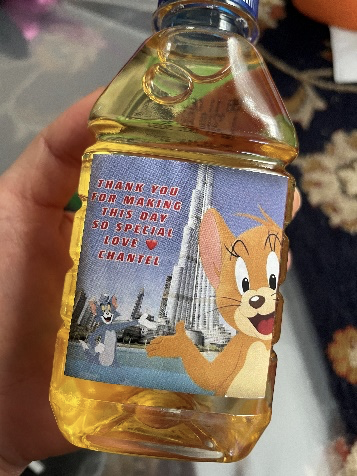 THANK YOU
FOR MAKING
THIS DAY
SO SPECIAL
LOVE ❤
CHANTEL